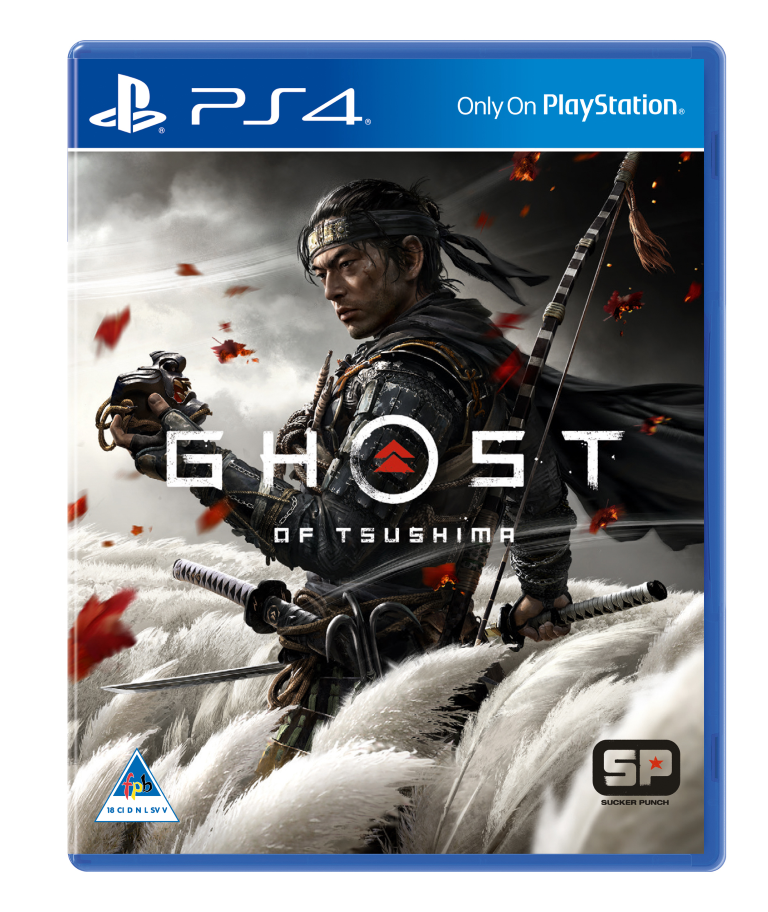 PS4®
Only On PlayStation®
GHOST
OF TSUSHIMA
fpb
18 CI D N L SV V
SP
SUCKER PUNCH